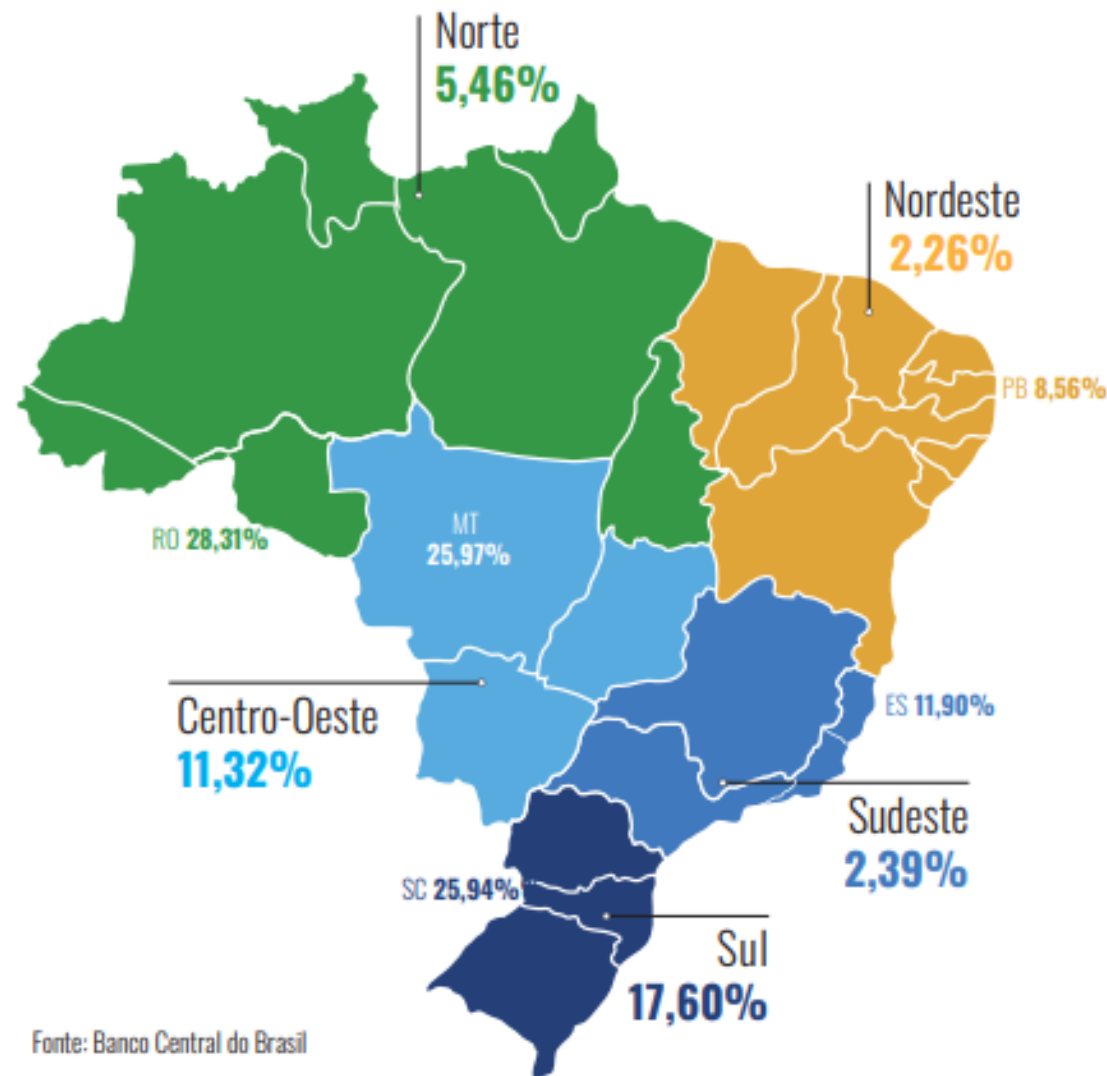 Norte
5,46%
Nordeste
2,26%
PB 8,56%
RO 28,31%
MT
25,97%
Centro-Oeste
11,32%
ES 11,90%
Sudeste
2,39%
SC 25,94%
Sul
17,60%
Fonte: Banco Central do Brasil